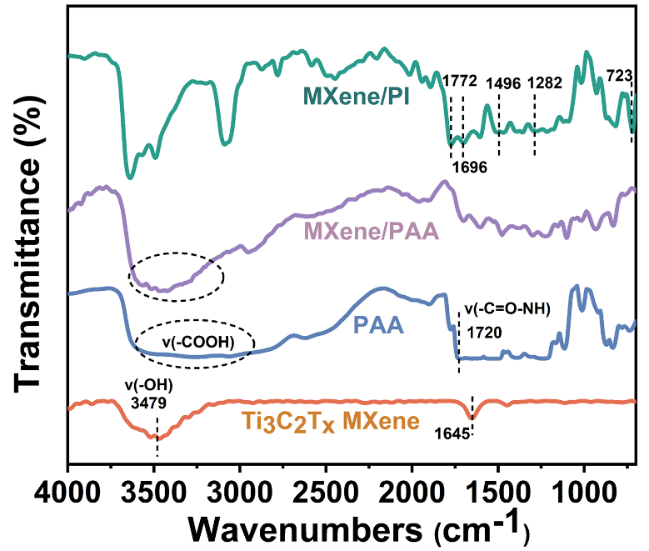 1772
1496
1282
723
MXene/PI
1696
MXene/PAA
ν(-C=O-NH)
PAA
1720
ν(-COOH)
ν(-OH)
3479
Ti3C2Tx MXene
1645
Transmittance (%)
4000 3500 3000 2500 2000 1500 1000
Wavenumbers (cm-1)